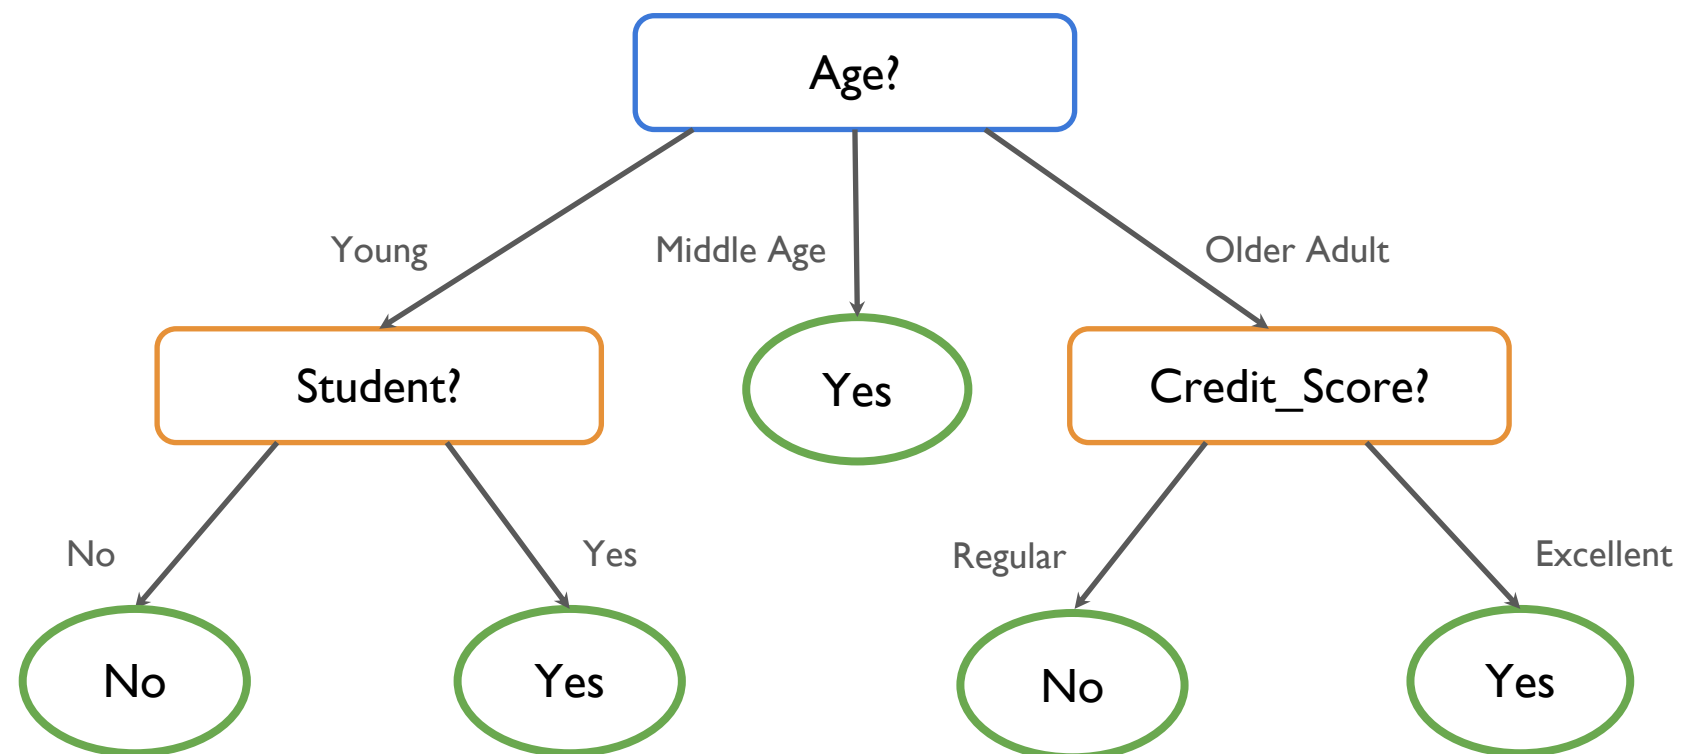 Age?
Young
Middle Age
Older Adult
Student?
Yes
Credit_Score?
No
Yes
Regular
Excellent
No
Yes
No
Yes